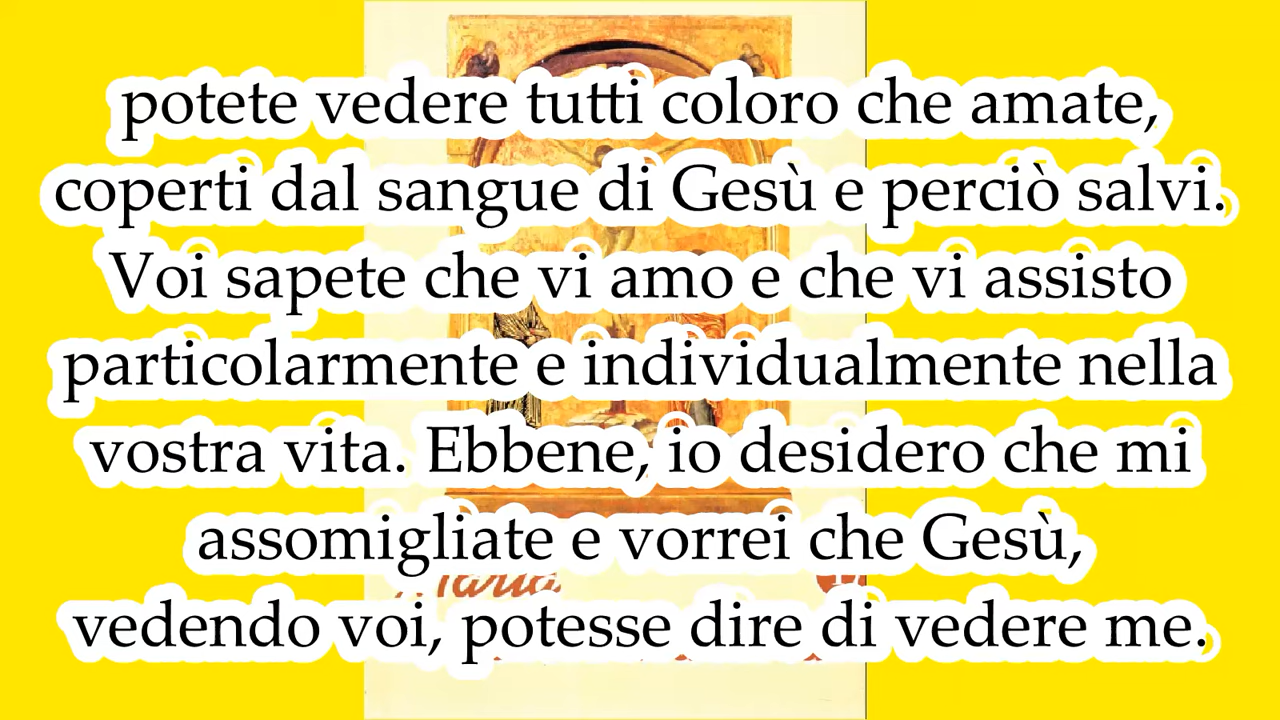 potete vedere tutti coloro che amate,
coperti dal sangue di Gesù e perciò salvi.
Voi sapete che vi amo e che vi assisto
particolarmente e individualmente nella
vostra vita. Ebbene, io desidero che mi
assomigliate e vorrei che Gesù,
Maria
vedendo voi, potesse dire di vedere me.